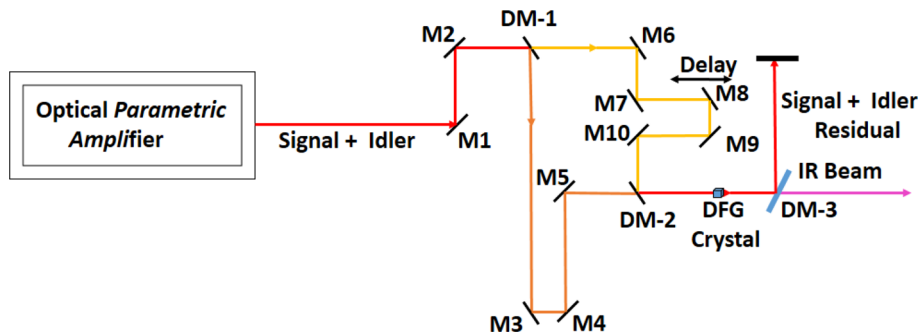 Optical Parametric
Amplifier
Signal + Idler
M1
M2
DM-1
M6
Delay
M7
M8
M10
M9
M5
DM-2
M3
M4
DFG
Crystal
Signal + Idler
Residual
IR Beam
DM-3